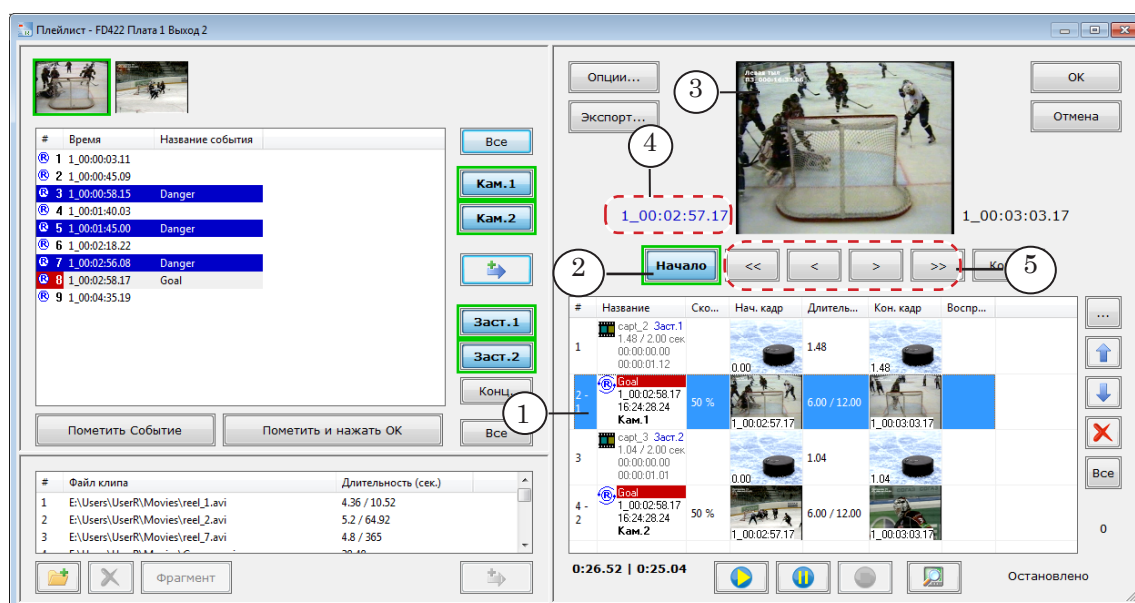 Плейлист - FD422 Плата 1 Выход 2
# Время Название события
1 1_00:00:03.11
2 1_00:00:45.09
3 1_00:00:58.15 Danger
4 1_00:01:40.03
5 1_00:01:45.00 Danger
6 1_00:02:18.22
7 1_00:02:56.08 Danger
8 1_00:02:58.17 Goal
9 1_00:04:35.19
Все
Кам.1
Кам.2
Заст.1
Заст.2
Конц.
Все
Пометить Событие
Пометить и нажать ОК
# Файл клипа Длительность (сек.)
1 E:\Users\UserR\Movies\reel_1.avi 4.36 / 10.52
2 E:\Users\UserR\Movies\reel_2.avi 5.2 / 64.92
3 E:\Users\UserR\Movies\reel_7.avi 4.8 / 365
Фрагмент
Опции...
Экспорт...
3
4
Левая тыл
ОК
Отмена
1_00:02:57.17
1_00:03:03.17
2
Начало
<<
<
>
>>
5
# Название Ско... Нач. кадр Длитель... Кон. кадр Воспр...
1
capt_2 Заст.1
1.48 / 2.00 сек
00:00:00.00
00:00:01.12
0.00
1.48
1.48
1
2 -
1
Goal
1_00:02:58.17
16:24:28.24
Кам.1
50 %
1_00:02:57.17
6.00 / 12.00
1_00:03:03.17
3
capt_3 Заст.2
1.04 / 2.00 сек
00:00:00.00
00:00:01.01
0.00
1.04
1.04
4 -
2
Goal
1_00:02:58.17
16:24:28.24
Кам.2
50 %
1_00:02:57.17
6.00 / 12.00
1_00:03:03.17
...
Все
0
0:26.52 | 0:25.04
Остановлено